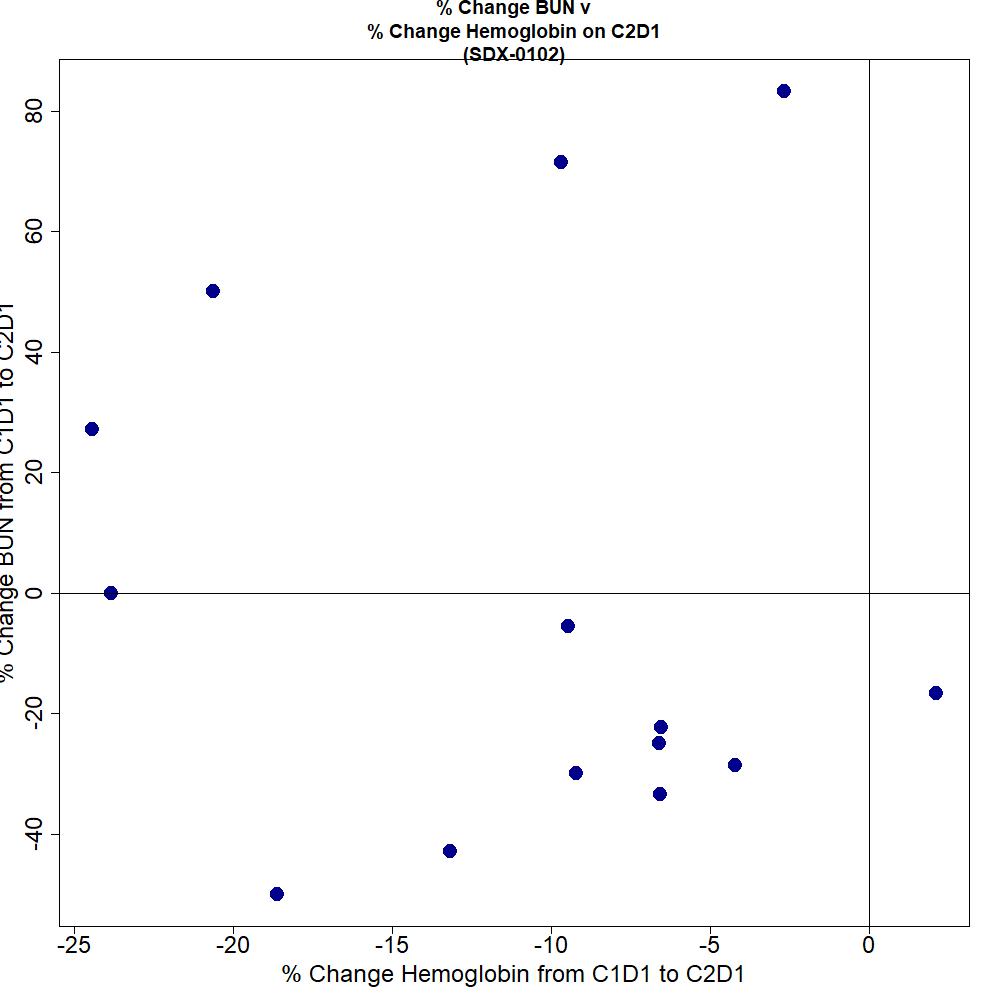 % Change BUN v
% Change Hemoglobin on C2D1
(SDX-0102)
% Change BUN from C1D1 to C2D1
80
60
40
20
0
-20
-40
-25 -20 -15 -10 -5 0
% Change Hemoglobin from C1D1 to C2D1